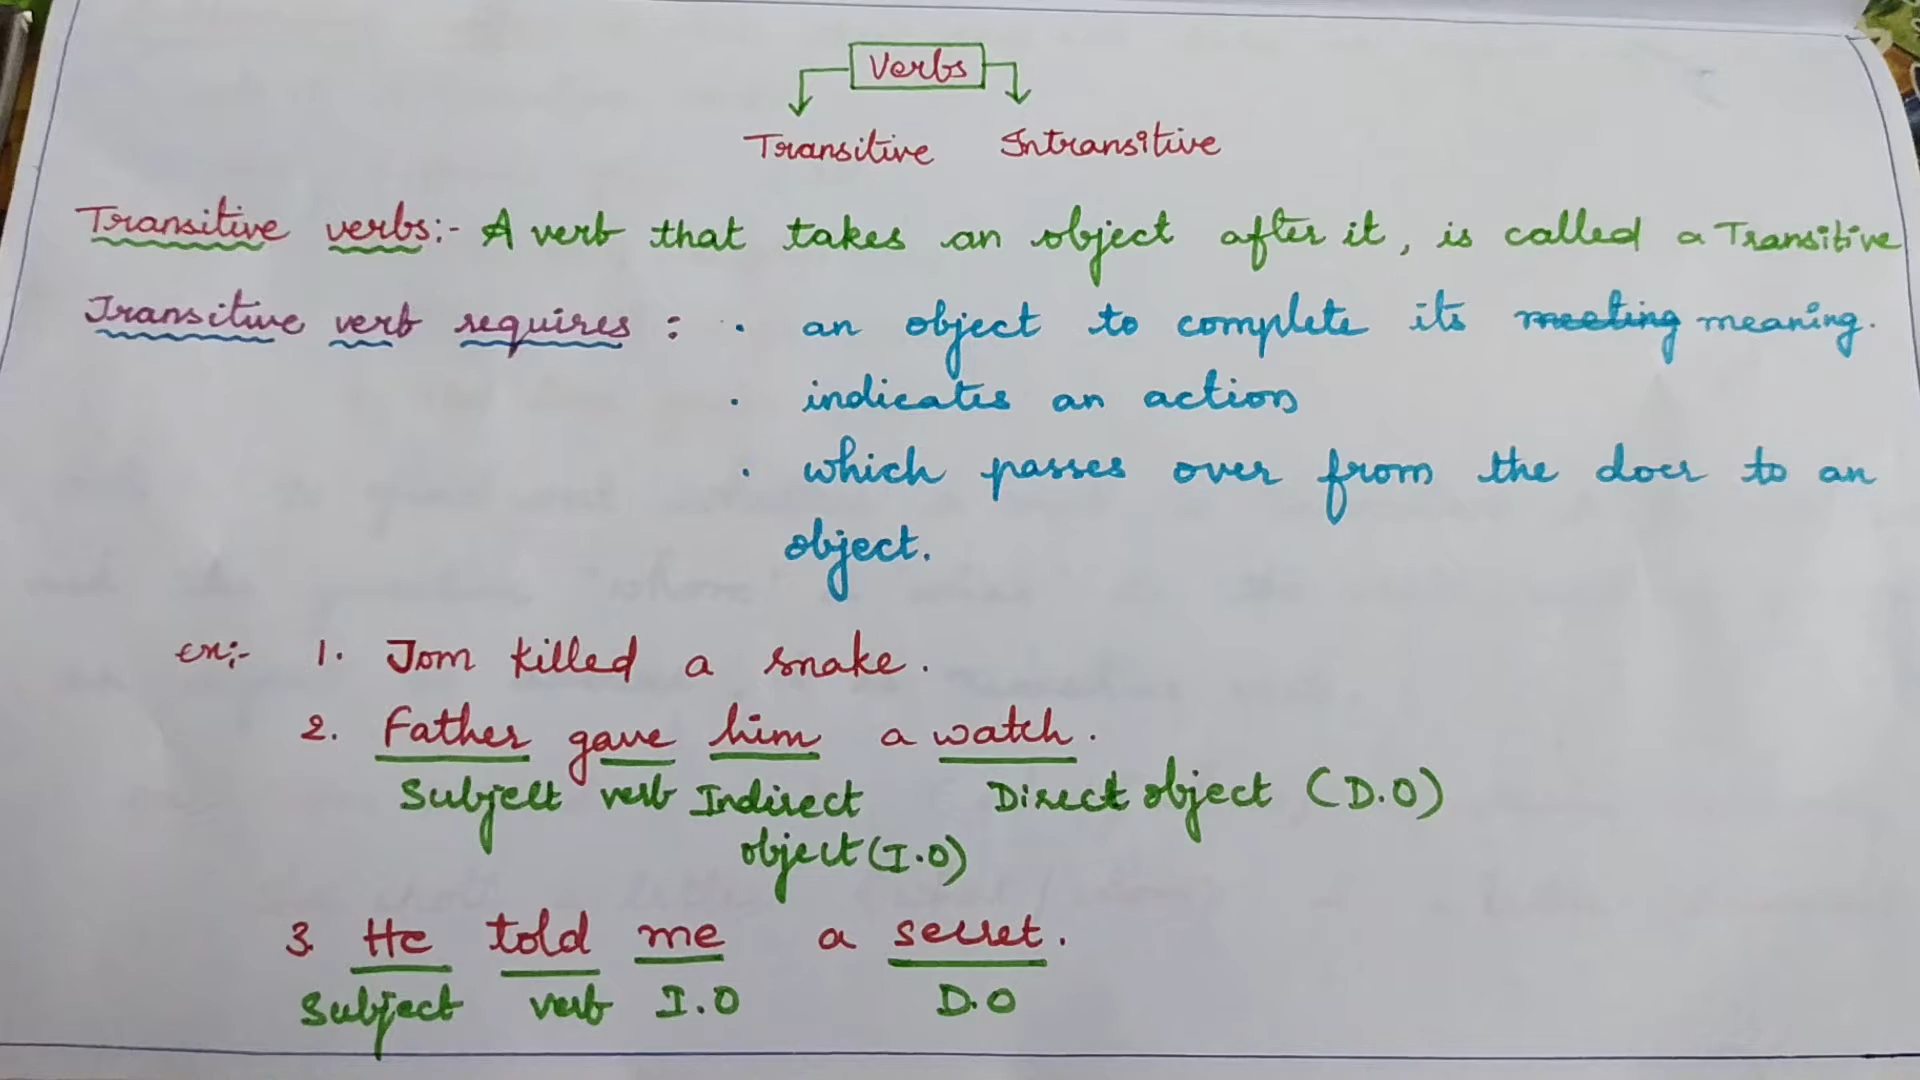 Verbs
Transitive Intransitive
Transitive verbs:- A verb that takes an object after it, is called a Transitive
Transitive verb requires : · an object to complete its meeting meaning.
· indicates an action
· which passes over from the doer to an
object.
ex:- 1. Tom killed a snake.
2. Father gave him a watch.
Subject verb Indirect Direct object (D.O)
object (I.O)
3. He told me a secret.
Subject verb I.O D.O